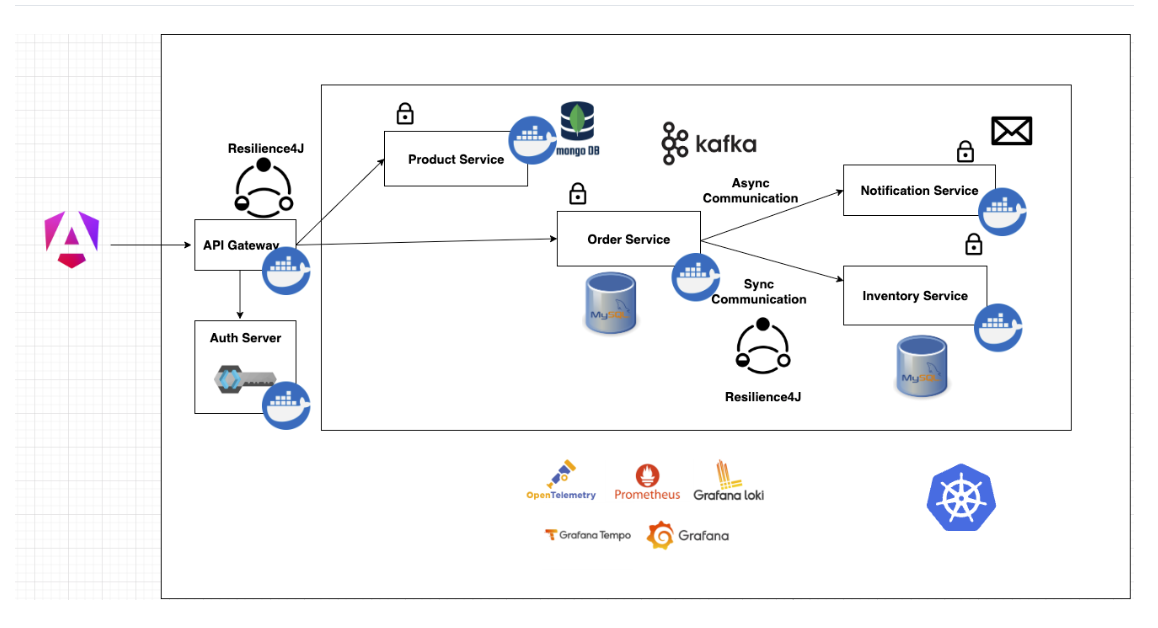 Resilience4J
API Gateway
Auth Server
Product Service
mongo DB
kafka
Async
Communication
Order Service
MySQL
Sync
Communication
Resilience4J
Notification Service
Inventory Service
MySQL
OpenTelemetry
Prometheus
Grafana loki
Grafana Tempo
Grafana